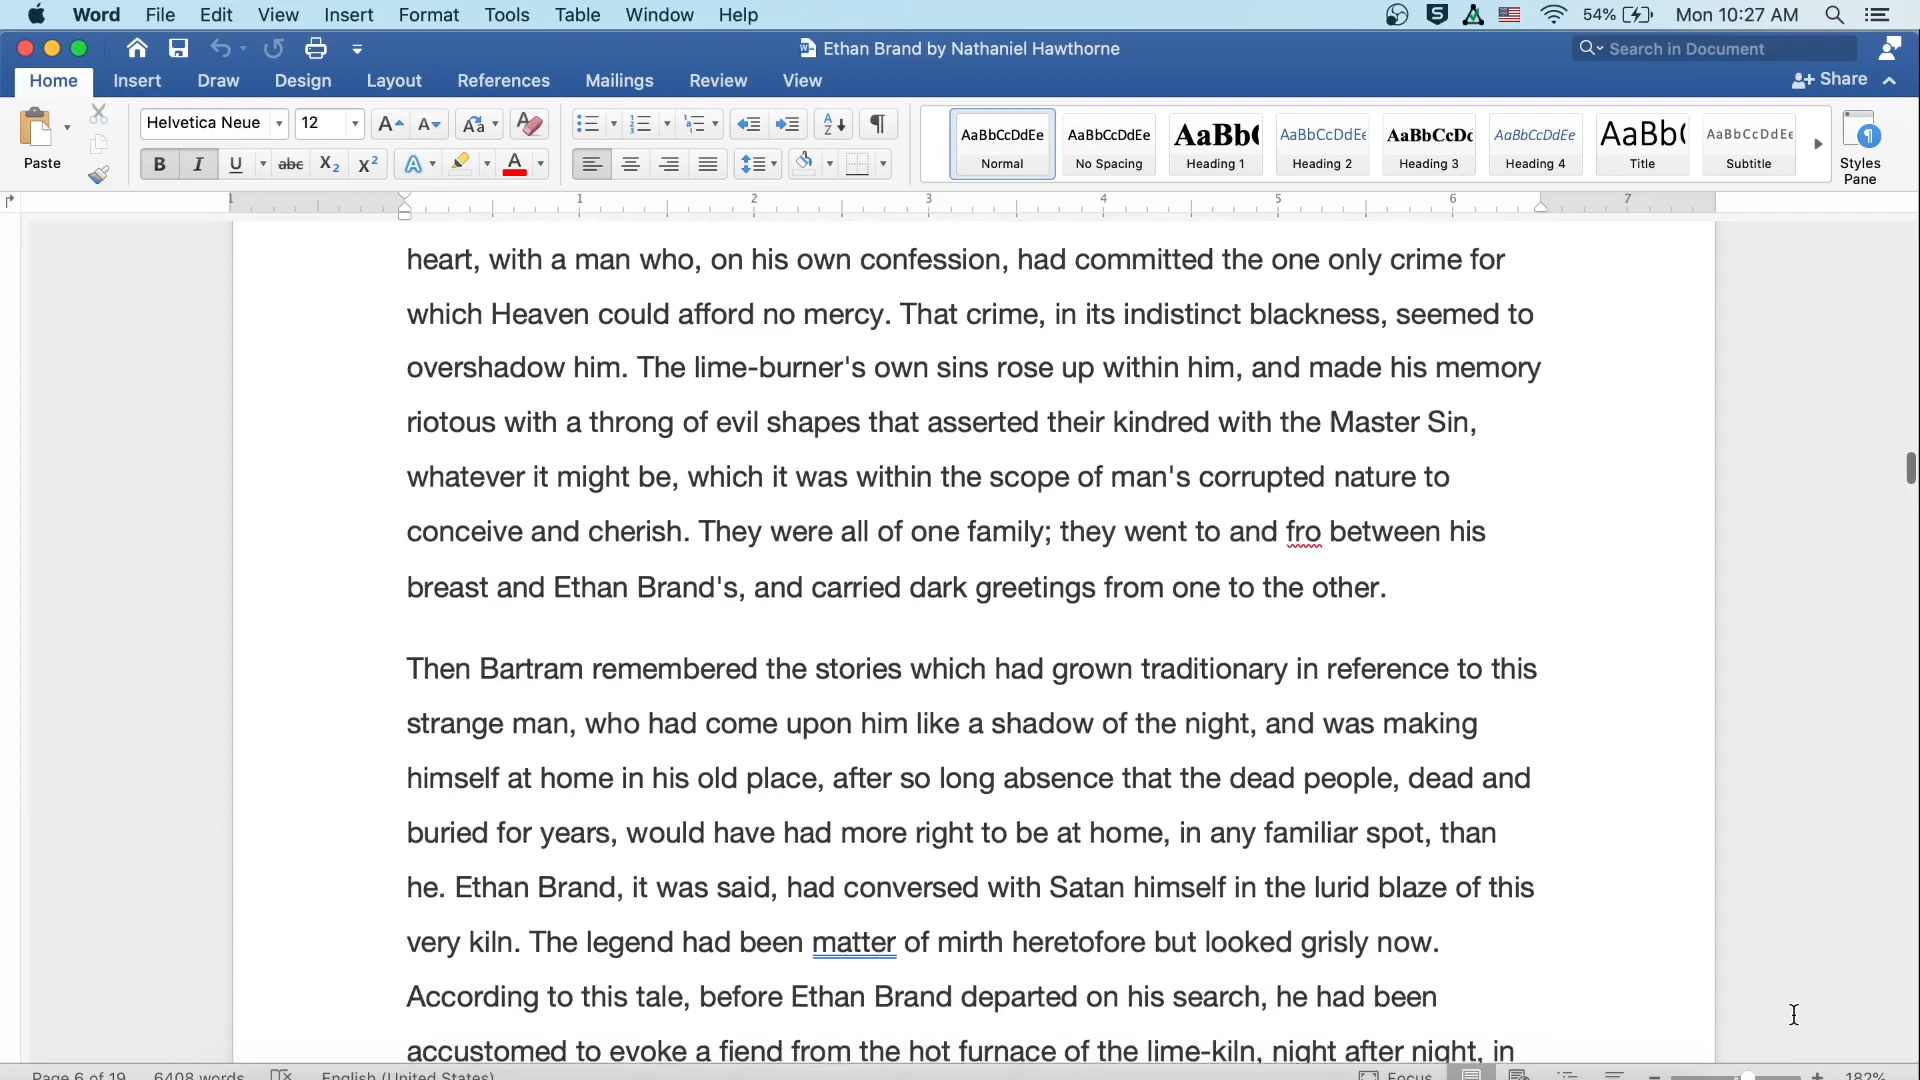 Word File Edit View Insert Format Tools Table Window Help 54% Mon 10:27 AM
Ethan Brand by Nathaniel Hawthorne Search in Document
Home Insert Draw Design Layout References Mailings Review View Share
Paste Helvetica Neue 12 Styles Pane
B I U abc X2 X2 A A
AaBbCcDdEe AaBbCcDdEe AaBb( AaBbCcDdEe AaBbCcDc AaBbCcDdEe AaBb( AaBbCcDdEe
Normal No Spacing Heading 1 Heading 2 Heading 3 Heading 4 Title Subtitle
1 1 2 3 4 5 6 7
heart, with a man who, on his own confession, had committed the one only crime for
which Heaven could afford no mercy. That crime, in its indistinct blackness, seemed to
overshadow him. The lime-burner's own sins rose up within him, and made his memory
riotous with a throng of evil shapes that asserted their kindred with the Master Sin,
whatever it might be, which it was within the scope of man's corrupted nature to
conceive and cherish. They were all of one family; they went to and fro between his
breast and Ethan Brand's, and carried dark greetings from one to the other.
Then Bartram remembered the stories which had grown traditionary in reference to this
strange man, who had come upon him like a shadow of the night, and was making
himself at home in his old place, after so long absence that the dead people, dead and
buried for years, would have had more right to be at home, in any familiar spot, than
he. Ethan Brand, it was said, had conversed with Satan himself in the lurid blaze of this
very kiln. The legend had been matter of mirth heretofore but looked grisly now.
According to this tale, before Ethan Brand departed on his search, he had been
accustomed to evoke a fiend from the hot furnace of the lime-kiln, night after night, in
Page 6 of 19 6408 words English (United States) Focus 182%